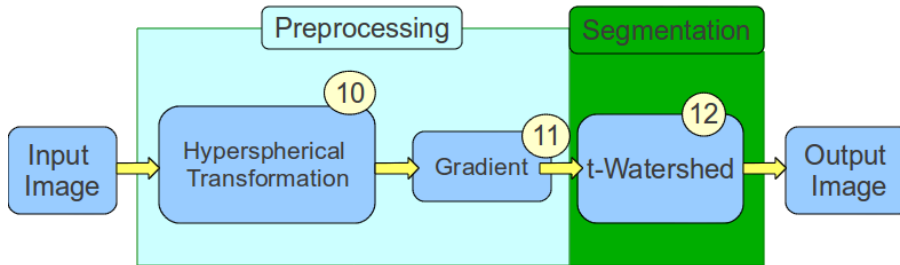 Preprocessing
Segmentation
10
11
12
Input
Image
Hyperspherical
Transformation
Gradient
t-Watershed
Output
Image